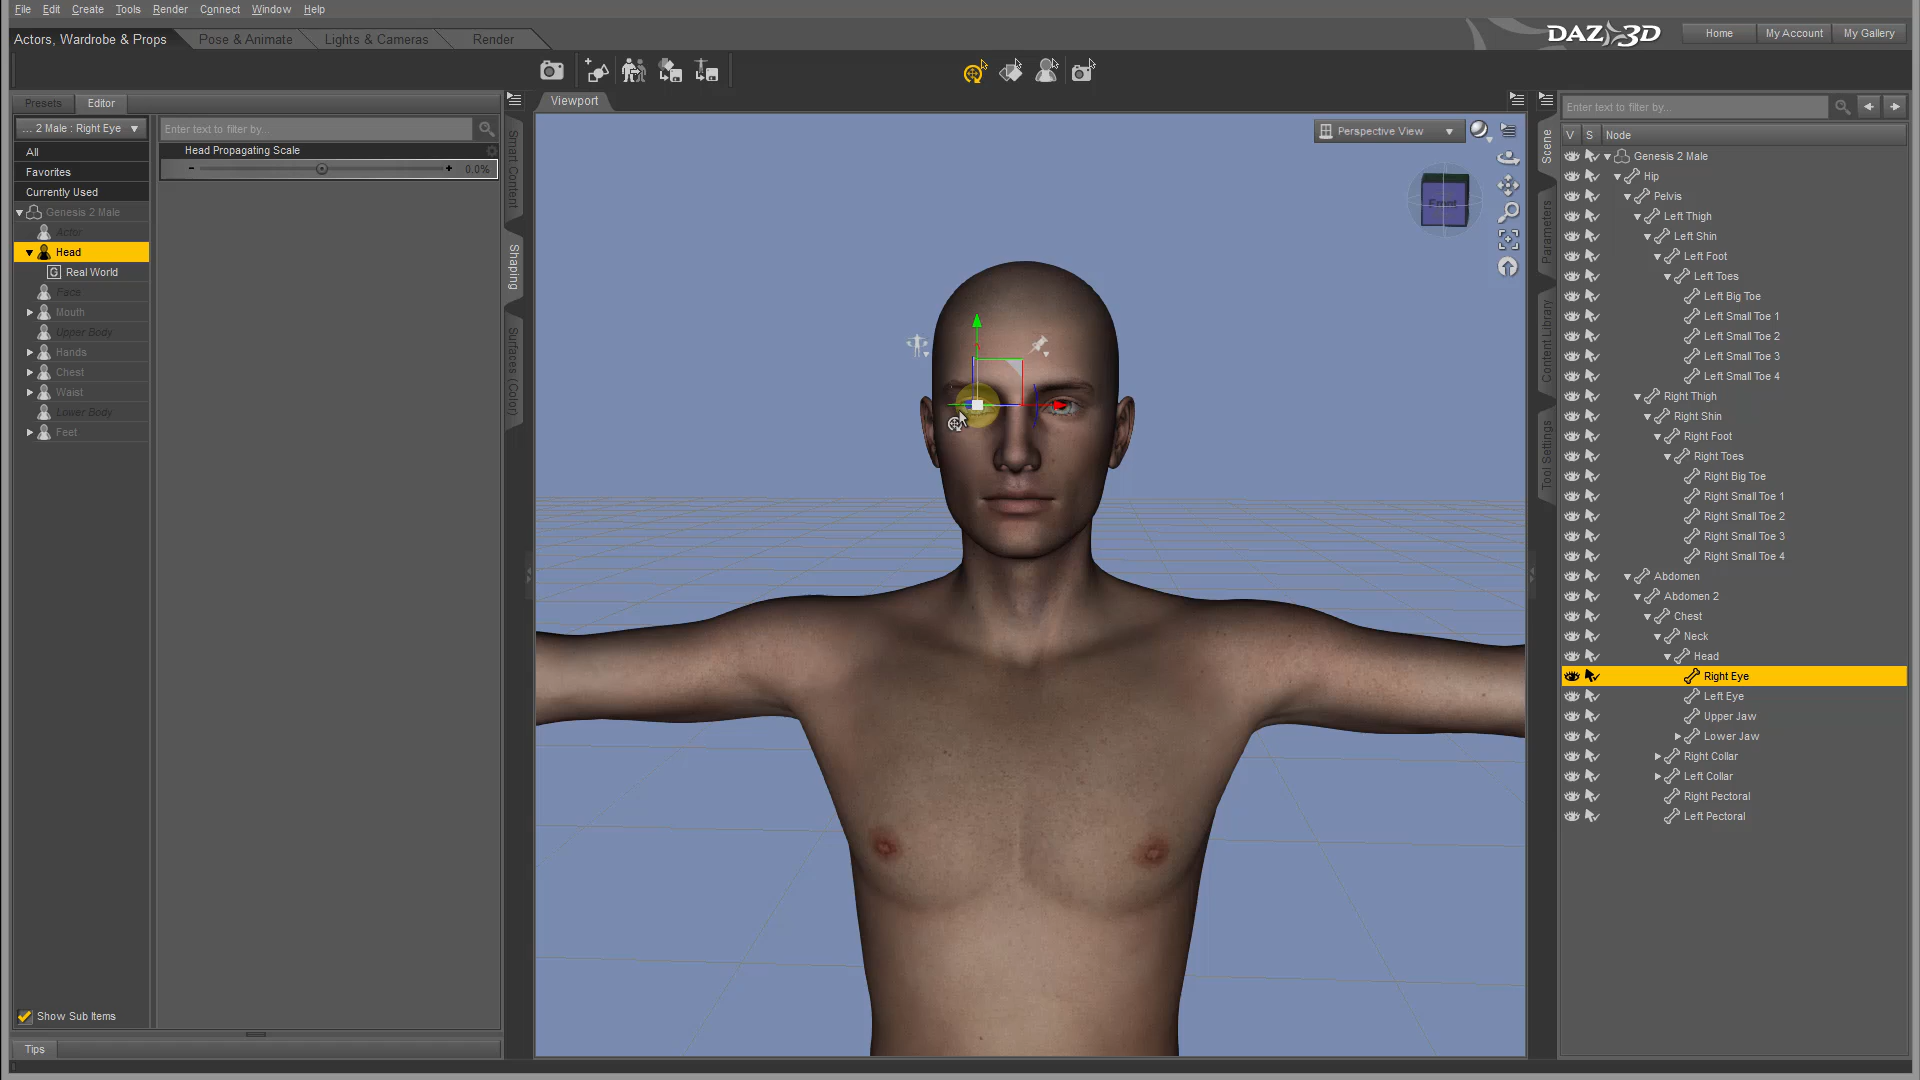 File Edit Create Tools Render Connect Window Help
Actors, Wardrobe & Props Pose & Animate Lights & Cameras Render
DAZ 3D Home My Account My Gallery
Presets Editor
Viewport
... 2 Male : Right Eye
Enter text to filter by...
All
Favorites
Currently Used
Genesis 2 Male
Actor
Head
Real World
Face
Mouth
Upper Body
Hands
Chest
Waist
Lower Body
Feet
Show Sub Items
Tips
Head Propagating Scale
- + 0.0%
Smart Content
Shaping
Surfaces (Color)
Perspective View
Front
Scene
Parameters
Content Library
Tool Settings
Enter text to filter by...
V S Node
Genesis 2 Male
Hip
Pelvis
Left Thigh
Left Shin
Left Foot
Left Toes
Left Big Toe
Left Small Toe 1
Left Small Toe 2
Left Small Toe 3
Left Small Toe 4
Right Thigh
Right Shin
Right Foot
Right Toes
Right Big Toe
Right Small Toe 1
Right Small Toe 2
Right Small Toe 3
Right Small Toe 4
Abdomen
Abdomen 2
Chest
Neck
Head
Right Eye
Left Eye
Upper Jaw
Lower Jaw
Right Collar
Left Collar
Right Pectoral
Left Pectoral